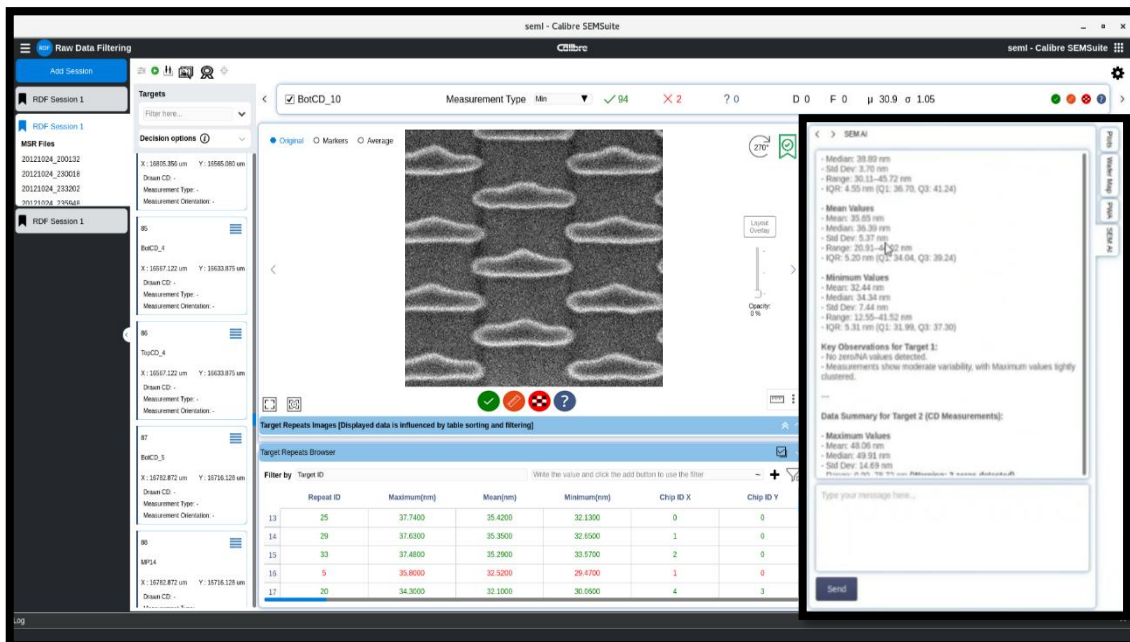 semI - Calibre SEMSuite
RDF Raw Data Filtering
Calibre
semI - Calibre SEMSuite
Add Session
RDF Session 1
RDF Session 1
MSR Files
20121024_200132
20121024_230018
20121024_233202
20121024_235948
RDF Session 1
Targets
Filter here...
Decision options
X : 16805.356 um Y : 16565.080 um
Drawn CD: -
Measurement Type: -
Measurement Orientation: -
85
BotCD_4
X : 16567.122 um Y : 16633.875 um
Drawn CD: -
Measurement Type: -
Measurement Orientation: -
86
TopCD_4
X : 16567.122 um Y : 16633.875 um
Drawn CD: -
Measurement Type: -
Measurement Orientation: -
87
BotCD_5
X : 16782.872 um Y : 16716.128 um
Drawn CD: -
Measurement Type: -
Measurement Orientation: -
88
MP14
X : 16782.872 um Y : 16716.128 um
Drawn CD: -
BotCD_10 Measurement Type Min 94 2 ? 0 D 0 F 0 μ 30.9 σ 1.05
Original Markers Average
270°
Layout Overlay
Opacity:
0 %
Target Repeats Images [Displayed data is influenced by table sorting and filtering]
Target Repeats Browser
Filter by Target ID Write the value and click the add button to use the filter
Repeat ID Maximum(nm) Mean(nm) Minimum(nm) Chip ID X Chip ID Y
13 25 37.7400 35.4200 32.1300 0 0
14 29 37.6300 35.3500 32.6500 1 0
15 33 37.4800 35.2900 33.5700 2 0
16 5 35.8000 32.5200 29.4700 1 0
17 20 34.3000 32.1000 30.0600 4 3
SEM AI
- Median: 38.89 nm
- Std Dev: 3.70 nm
- Range: 30.11–45.72 nm
- IQR: 4.55 nm (Q1: 36.70, Q3: 41.24)
- Mean Values
- Mean: 35.65 nm
- Median: 36.39 nm
- Std Dev: 5.37 nm
- IQR: 5.20 nm (Q1: 34.04, Q3: 39.24)
- Minimum Values
- Mean: 32.44 nm
- Median: 34.34 nm
- Std Dev: 7.44 nm
- Range: 12.55–41.52 nm
- IQR: 5.31 nm (Q1: 31.99, Q3: 37.30)
Key Observations for Target 1:
- No zero/NA values detected.
- Measurements show moderate variability, with Maximum values tightly
clustered.
---
Data Summary for Target 2 (CD Measurements):
- Maximum Values
- Mean: 48.06 nm
- Median: 49.91 nm
- Std Dev: 14.69 nm
Type your message here...
Send
Plots
Wafer Map
PWA
SEM AI
Log